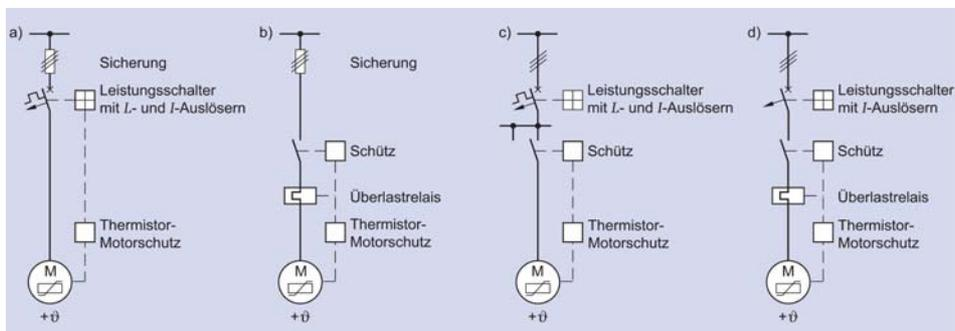 a)
Sicherung
Leistungsschalter
mit L- und I-Auslösern
Thermistor-
Motorschutz
M
+ϑ
b)
Sicherung
Schütz
Überlastrelais
Thermistor-
Motorschutz
M
+ϑ
c)
Leistungsschalter
mit L- und I-Auslösern
Schütz
Thermistor-
Motorschutz
M
+ϑ
d)
Leistungsschalter
mit L- und I-Auslösern
Schütz
Überlastrelais
Thermistor-
Motorschutz
M
+ϑ